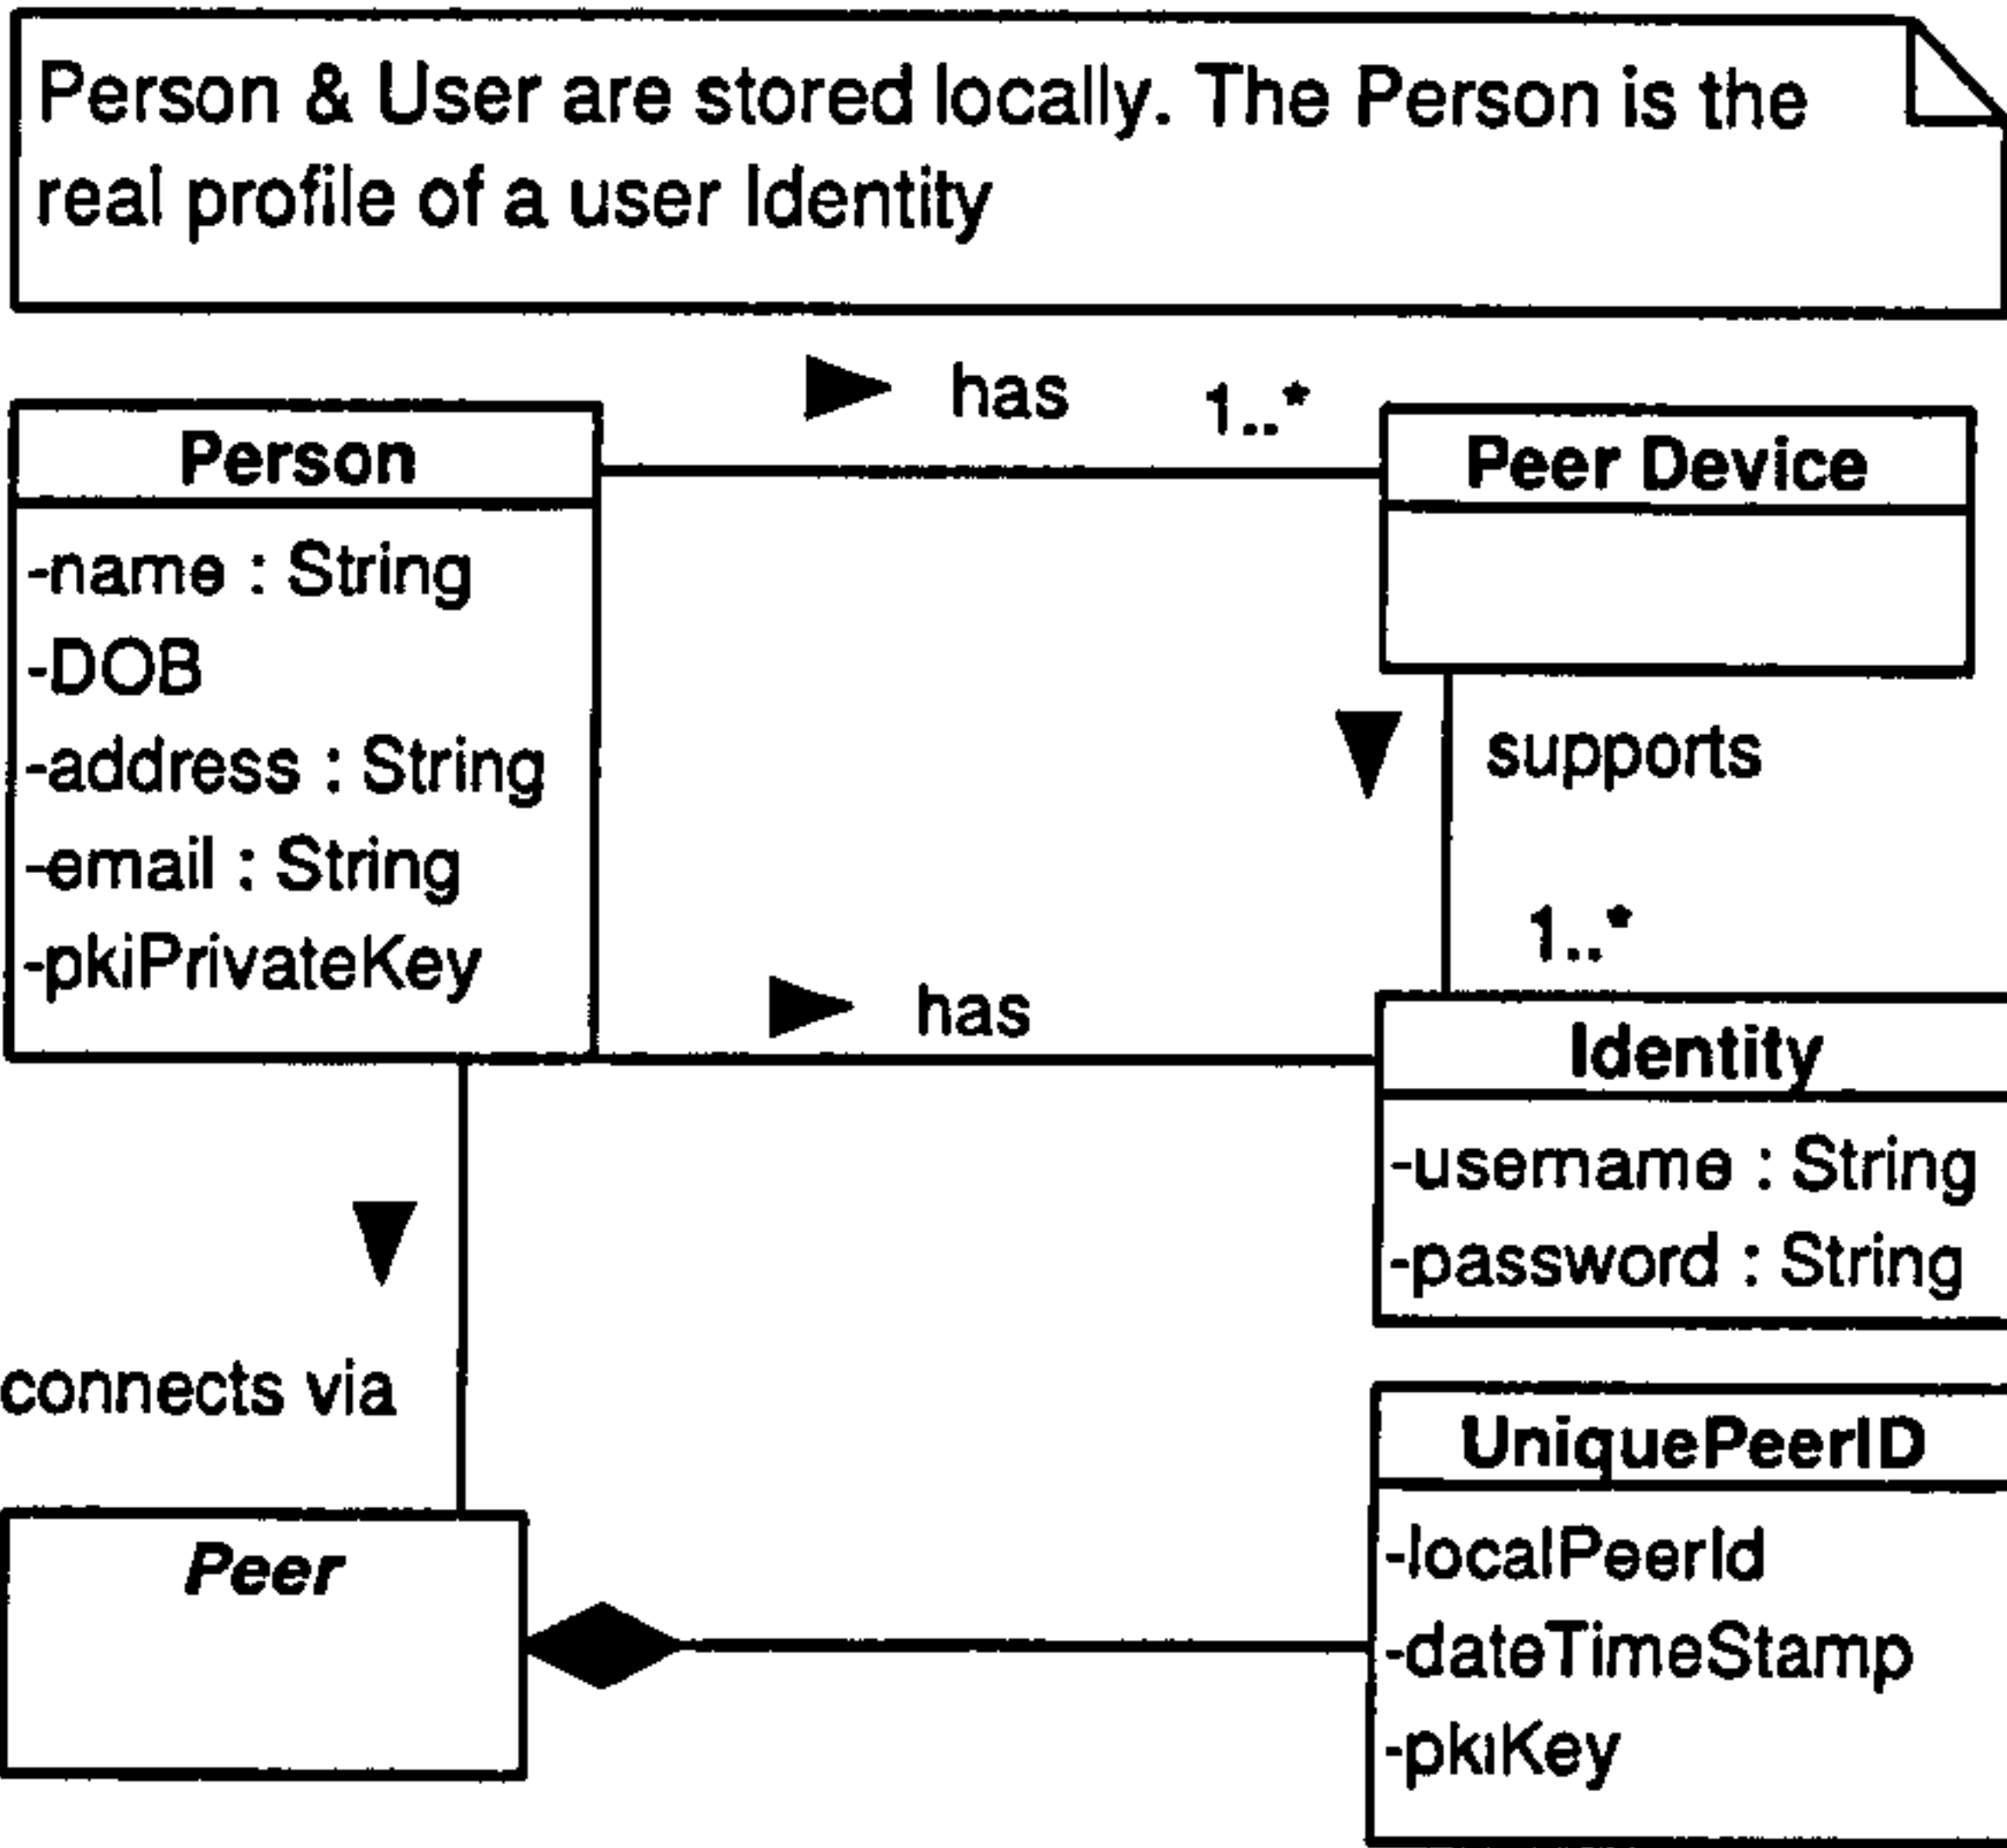 Person & User are stored locally. The Person is the
real profile of a user Identity
has 1..*
Person
-name : String
-DOB
-address : String
-email : String
-pkiPrivateKey
Peer Device
supports
1..*
has
Identity
-username : String
-password : String
connects via
Peer
UniquePeerID
-localPeerId
-dateTimeStamp
-pkiKey